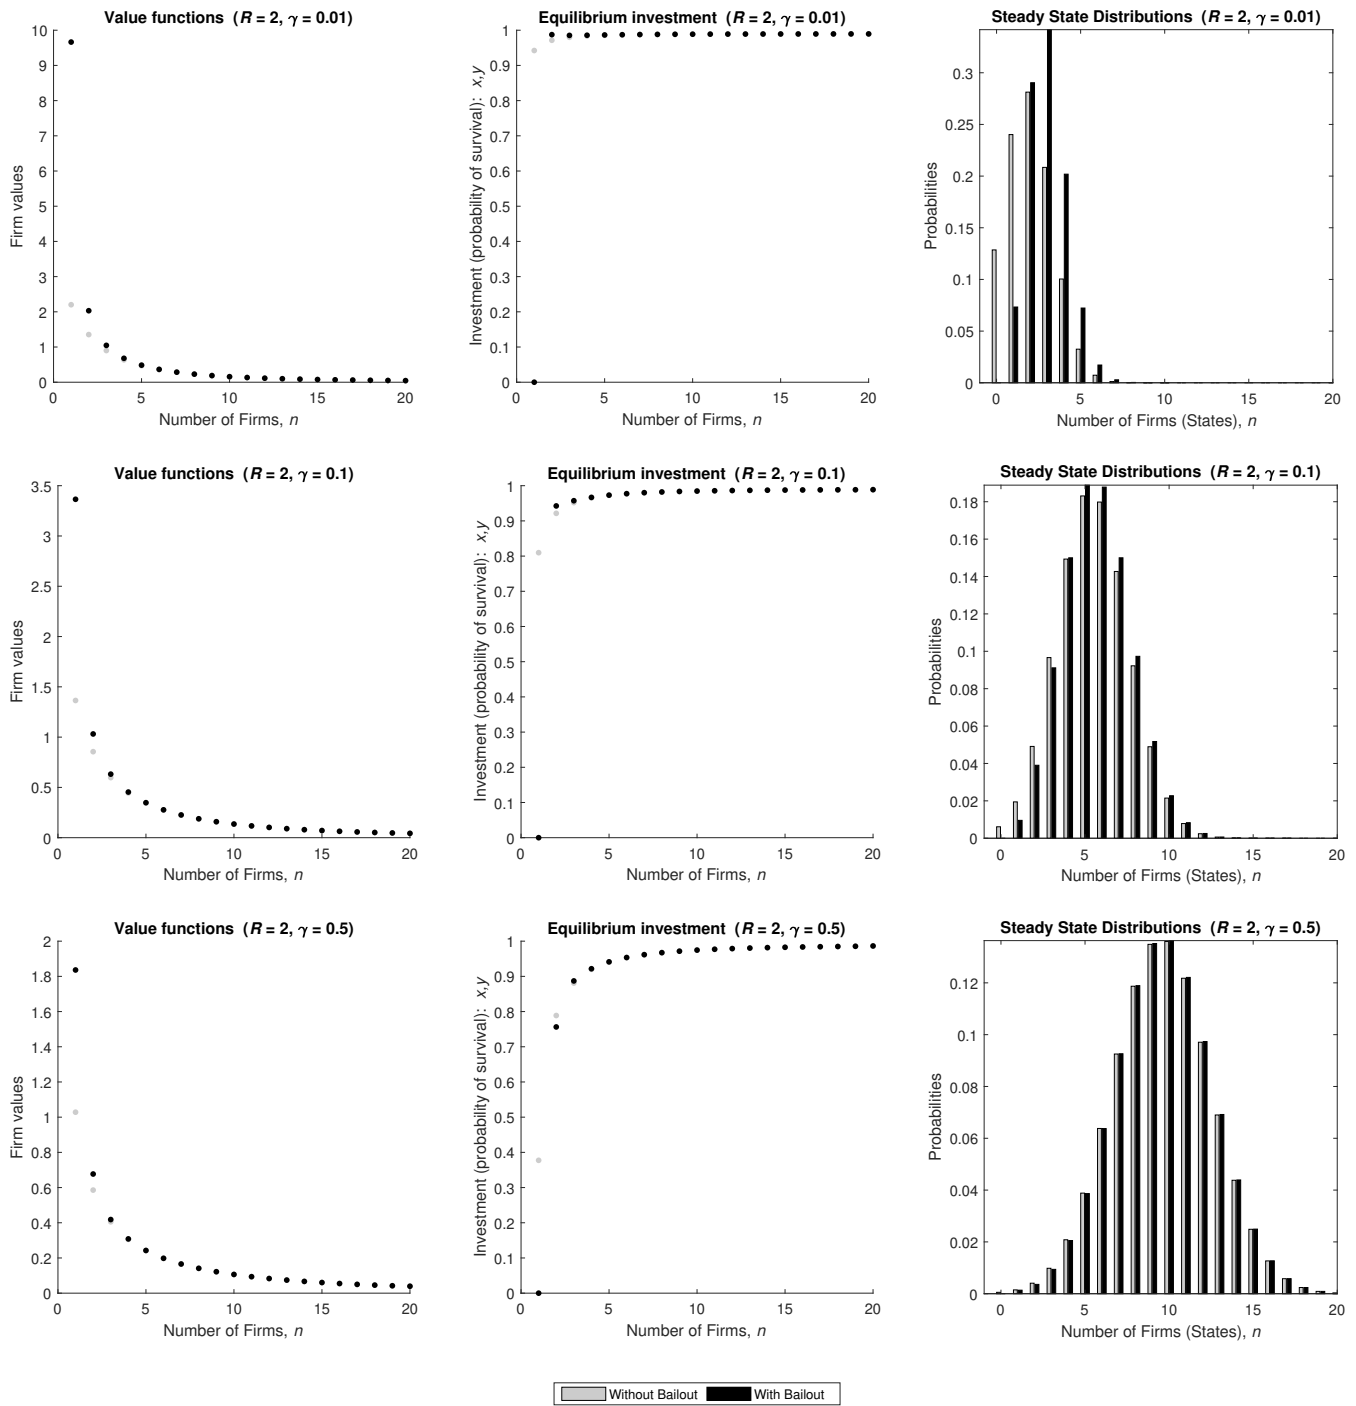 Value functions (R = 2, γ = 0.01)
Firm values
10
9
8
7
6
5
4
3
2
1
0
0 5 10 15 20
Number of Firms, n
Equilibrium investment (R = 2, γ = 0.01)
Investment (probability of survival): x,y
1
0.9
0.8
0.7
0.6
0.5
0.4
0.3
0.2
0.1
0
0 5 10 15 20
Number of Firms, n
Steady State Distributions (R = 2, γ = 0.01)
Probabilities
0.3
0.25
0.2
0.15
0.1
0.05
0
0 5 10 15 20
Number of Firms (States), n
Value functions (R = 2, γ = 0.1)
Firm values
3.5
3
2.5
2
1.5
1
0.5
0
0 5 10 15 20
Number of Firms, n
Equilibrium investment (R = 2, γ = 0.1)
Investment (probability of survival): x,y
1
0.9
0.8
0.7
0.6
0.5
0.4
0.3
0.2
0.1
0
0 5 10 15 20
Number of Firms, n
Steady State Distributions (R = 2, γ = 0.1)
Probabilities
0.18
0.16
0.14
0.12
0.1
0.08
0.06
0.04
0.02
0
0 5 10 15 20
Number of Firms (States), n
Value functions (R = 2, γ = 0.5)
Firm values
2
1.8
1.6
1.4
1.2
1
0.8
0.6
0.4
0.2
0
0 5 10 15 20
Number of Firms, n
Equilibrium investment (R = 2, γ = 0.5)
Investment (probability of survival): x,y
1
0.9
0.8
0.7
0.6
0.5
0.4
0.3
0.2
0.1
0
0 5 10 15 20
Number of Firms, n
Steady State Distributions (R = 2, γ = 0.5)
Probabilities
0.12
0.1
0.08
0.06
0.04
0.02
0
0 5 10 15 20
Number of Firms (States), n
Without Bailout With Bailout